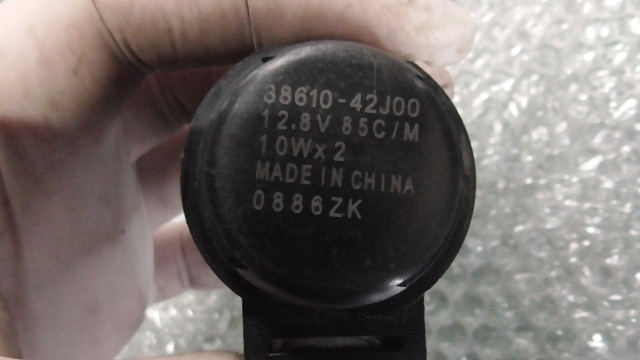 38610-42J00
12.8V 85C/M
10Wx2
MADE IN CHINA
0886ZK